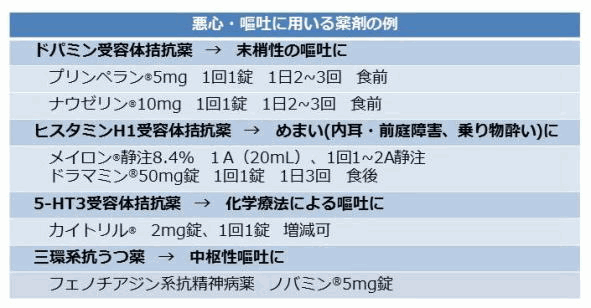 悪心・嘔吐に用いる薬剤の例
ドパミン受容体拮抗薬 → 末梢性の嘔吐に
プリンペラン®5mg 1回1錠 1日2~3回 食前
ナウゼリン®10mg 1回1錠 1日2~3回 食前
ヒスタミンH1受容体拮抗薬 → めまい(内耳・前庭障害、乗り物酔い)に
メイロン®静注8.4% 1A（20mL）、1回1~2A静注
ドラマミン®50mg錠 1回1錠 1日3回 食後
5-HT3受容体拮抗薬 → 化学療法による嘔吐に
カイトリル® 2mg錠、1回1錠 増減可
三環系抗うつ薬 → 中枢性嘔吐に
フェノチアジン系抗精神病薬 ノバミン®5mg錠